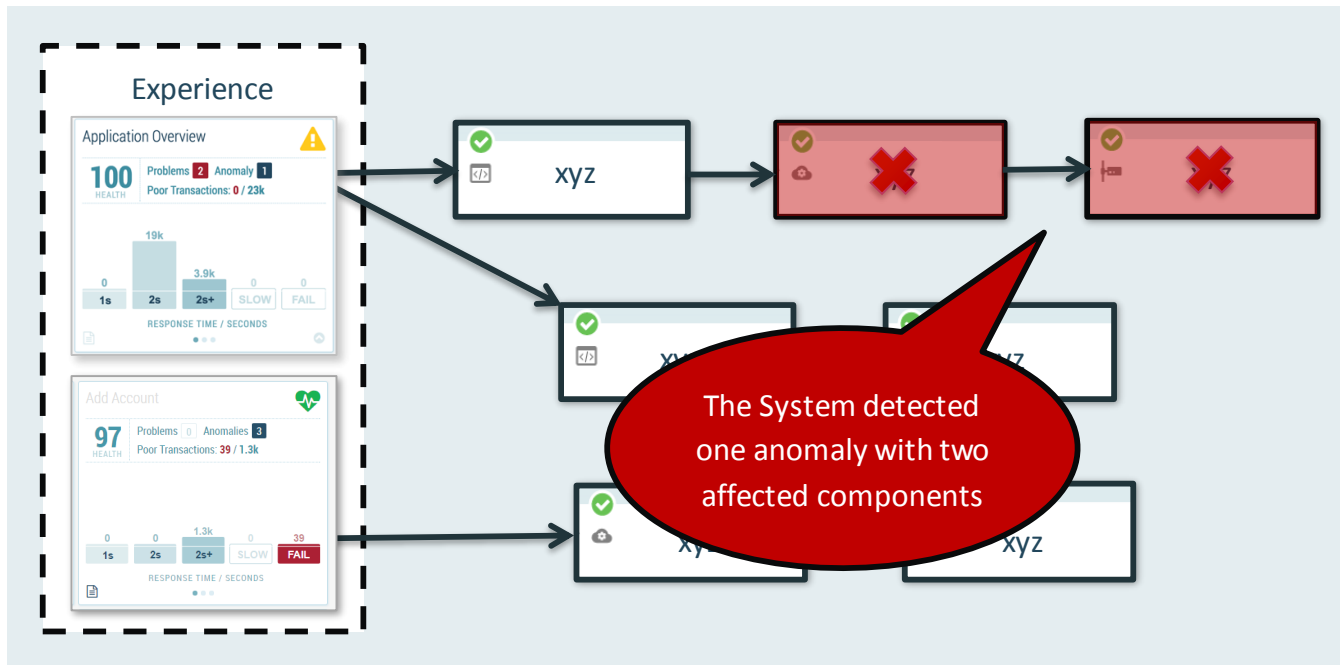 Experience
Application Overview
100
HEALTH
Problems 2 Anomaly 1
Poor Transactions: 0 / 23k
19k
3.9k
0 0 0
1s 2s 2s+ SLOW FAIL
RESPONSE TIME / SECONDS
Add Account
97
HEALTH
Problems 0 Anomalies 3
Poor Transactions: 39 / 1.3k
1.3k
0 0 0 39
1s 2s 2s+ SLOW FAIL
RESPONSE TIME / SECONDS
xyz
The System detected
one anomaly with two
affected components
xyz